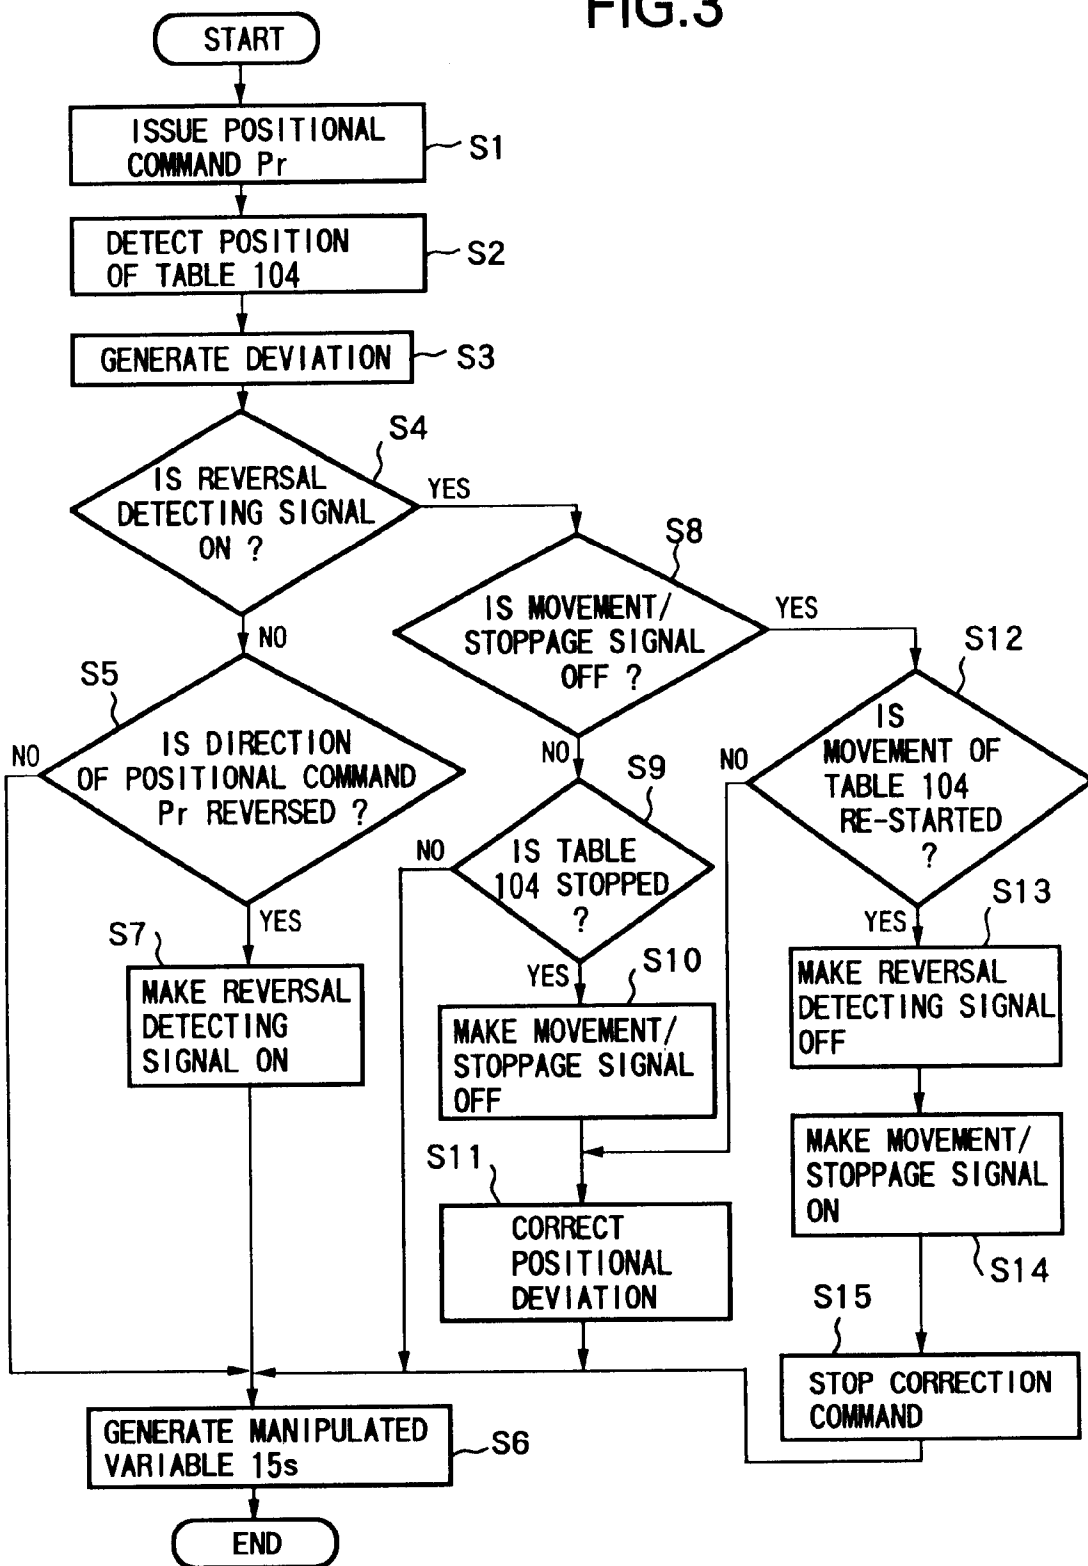 FIG.3
START
ISSUE POSITIONAL
COMMAND Pr
S1
DETECT POSITION
OF TABLE 104
S2
GENERATE DEVIATION
S3
S4
IS REVERSAL
DETECTING SIGNAL
ON ?
YES
NO
S8
IS MOVEMENT/
STOPPAGE SIGNAL
OFF ?
YES
NO
S5
IS DIRECTION
OF POSITIONAL COMMAND
Pr REVERSED ?
NO
YES
S12
IS
MOVEMENT OF
TABLE 104
RE-STARTED
?
NO
YES
S9
IS TABLE
104 STOPPED
?
NO
YES
S7
MAKE REVERSAL
DETECTING
SIGNAL ON
S10
MAKE MOVEMENT/
STOPPAGE SIGNAL
OFF
S13
MAKE REVERSAL
DETECTING SIGNAL
OFF
S11
CORRECT
POSITIONAL
DEVIATION
MAKE MOVEMENT/
STOPPAGE SIGNAL
ON
S14
S15
STOP CORRECTION
COMMAND
GENERATE MANIPULATED
VARIABLE 15s
S6
END